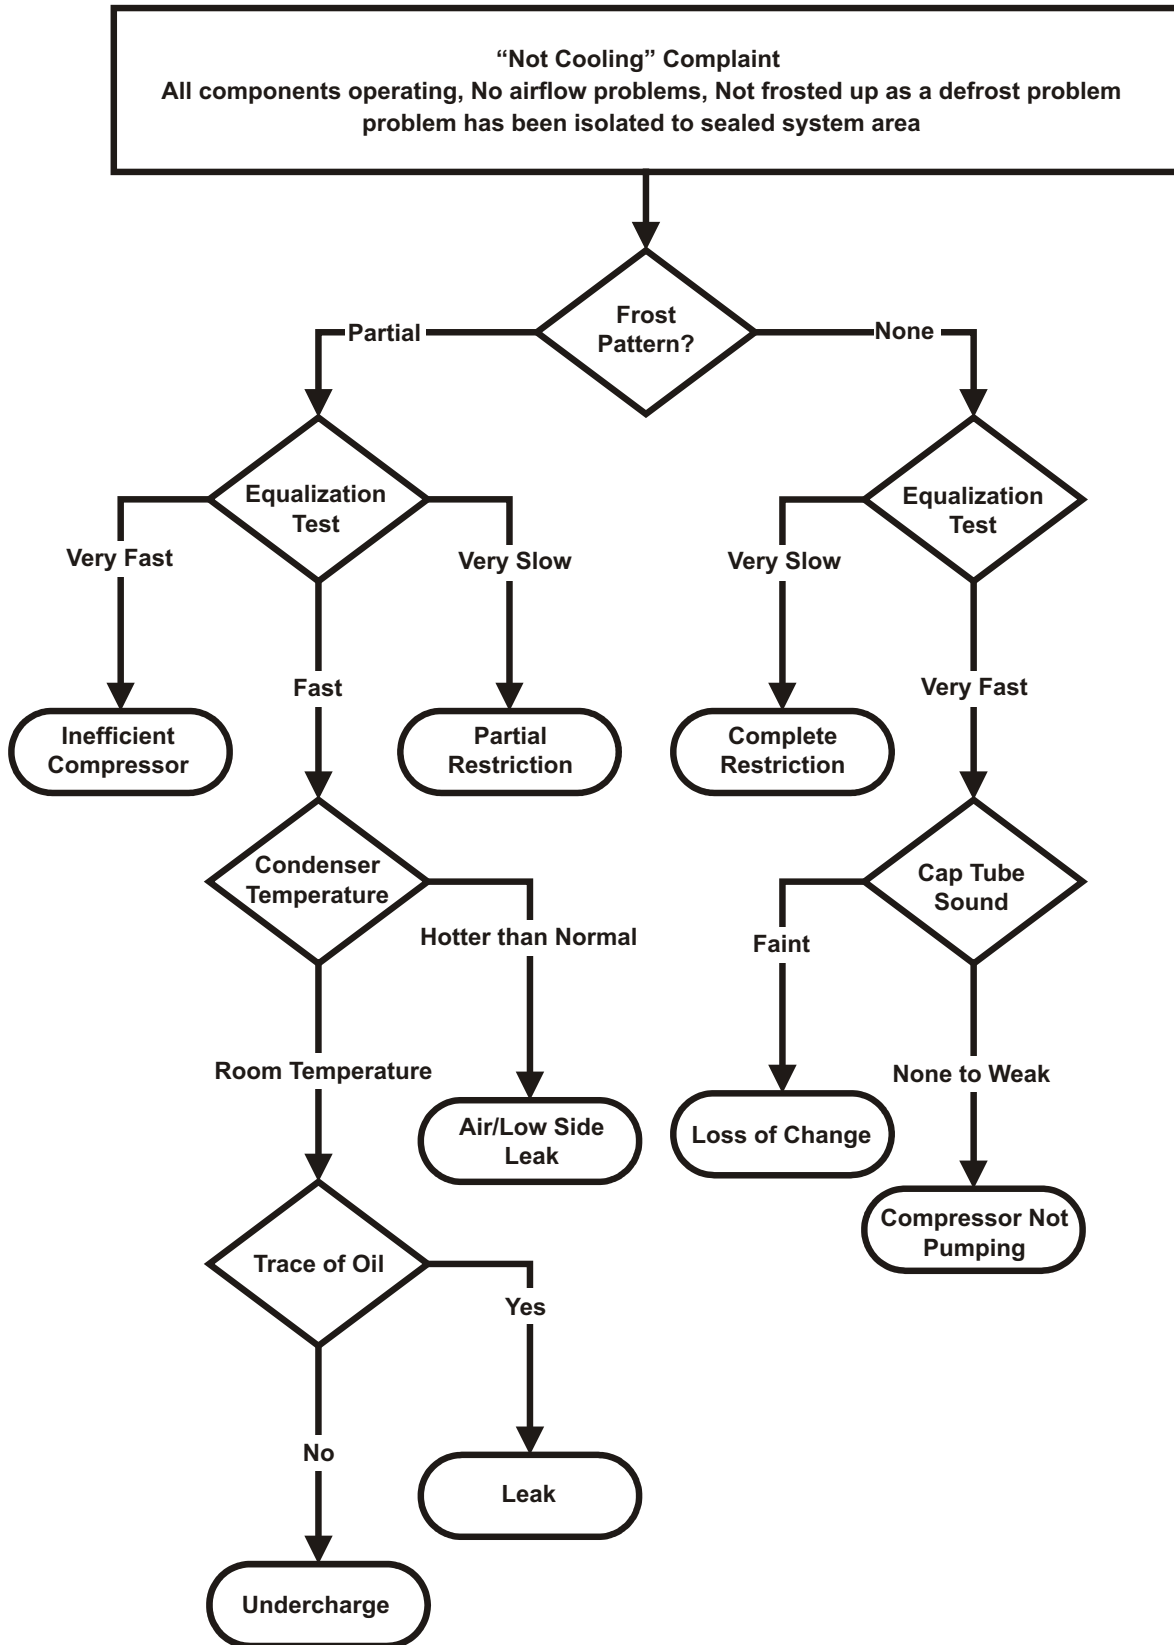 “Not Cooling” Complaint
All components operating, No airflow problems, Not frosted up as a defrost problem
problem has been isolated to sealed system area
Frost
Pattern?
Partial
None
Equalization
Test
Equalization
Test
Very Fast
Very Slow
Very Slow
Fast
Very Fast
Inefficient
Compressor
Partial
Restriction
Complete
Restriction
Condenser
Temperature
Cap Tube
Sound
Hotter than Normal
Faint
Room Temperature
None to Weak
Air/Low Side
Leak
Loss of Change
Compressor Not
Pumping
Trace of Oil
Yes
No
Leak
Undercharge